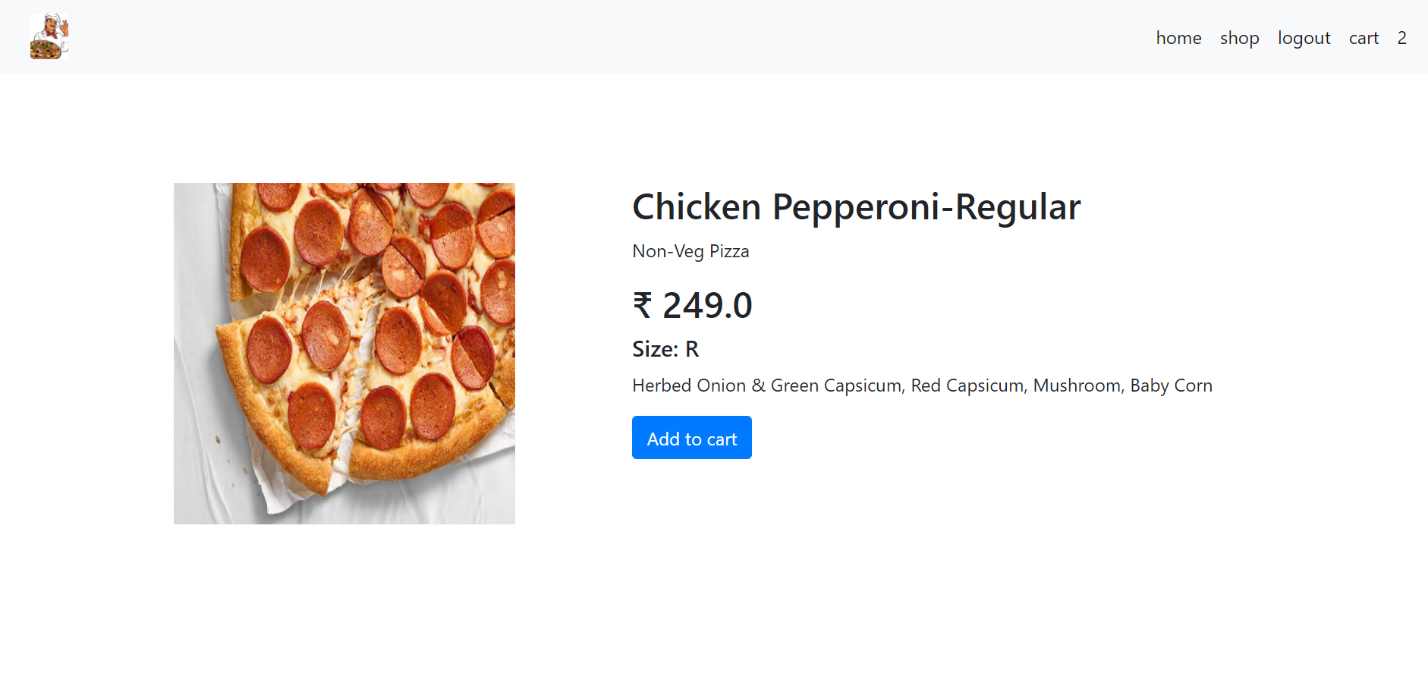 home shop logout cart 2
Chicken Pepperoni-Regular
Non-Veg Pizza
₹ 249.0
Size: R
Herbed Onion & Green Capsicum, Red Capsicum, Mushroom, Baby Corn
Add to cart